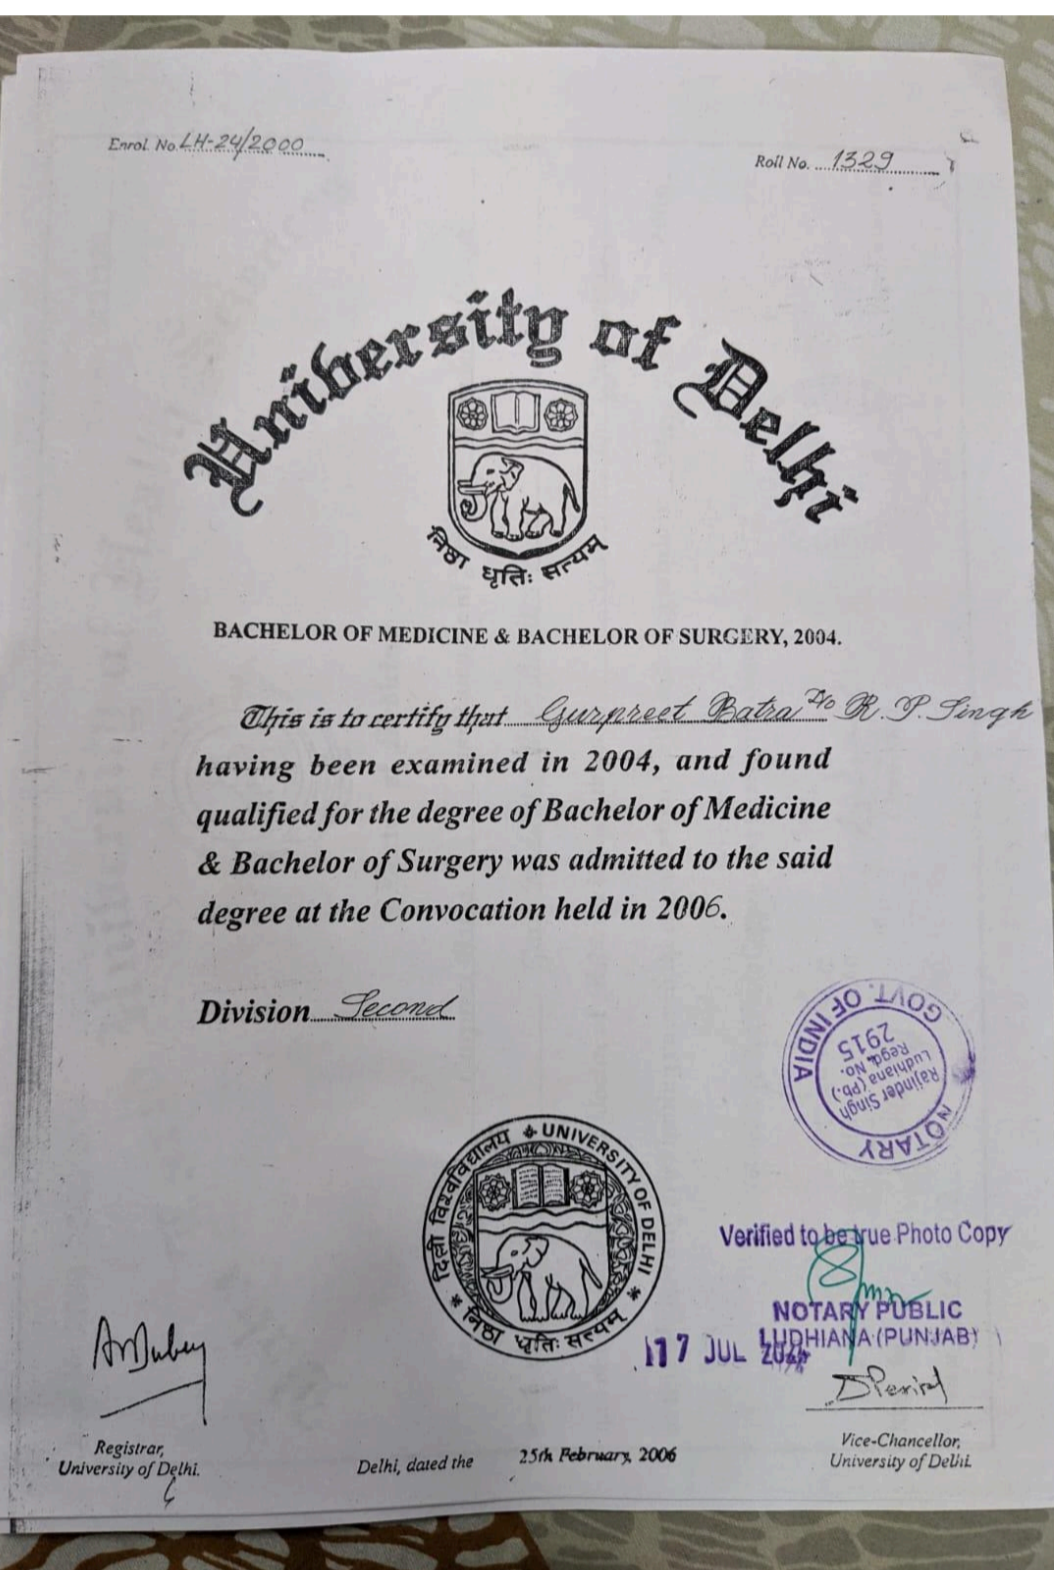 Enrol. No. LH-24/2000
Roll No. 1329
University of Delhi
निष्ठा धृतिः सत्यम्
BACHELOR OF MEDICINE & BACHELOR OF SURGERY, 2004.
This is to certify that Gurpreet Batra D/o R. P. Singh
having been examined in 2004, and found
qualified for the degree of Bachelor of Medicine
& Bachelor of Surgery was admitted to the said
degree at the Convocation held in 2006.
Division Second
NOTARY GOVT. OF INDIA
Rajinder Singh
Ludhiana (Pb.)
Regd. No.
2915
दिल्ली विश्वविद्यालय UNIVERSITY OF DELHI
निष्ठा धृतिः सत्यम्
Verified to be true Photo Copy
NOTARY PUBLIC
LUDHIANA (PUNJAB)
17 JUL
Registrar,
University of Delhi.
Delhi, dated the 25th February, 2006
Vice-Chancellor,
University of Delhi.